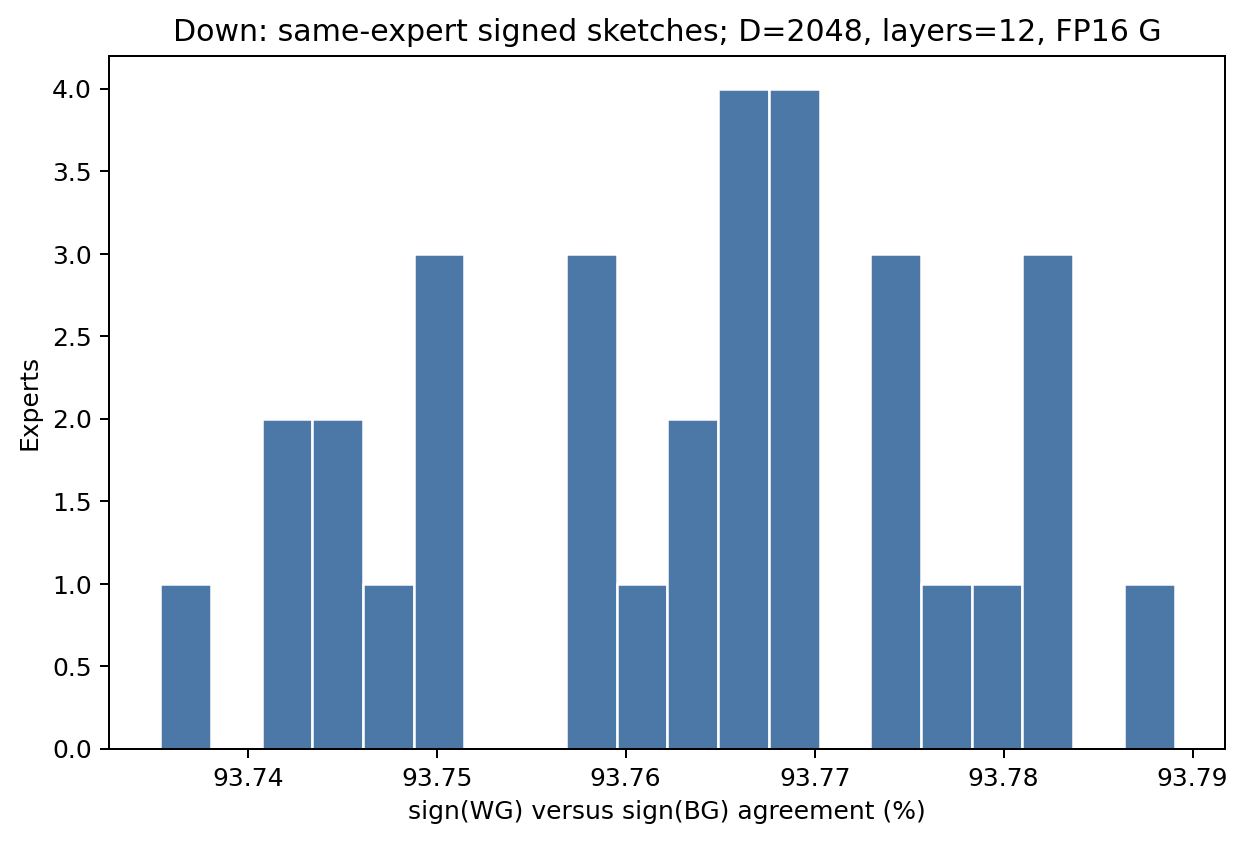 Down: same-expert signed sketches; D=2048, layers=12, FP16 G
4.0
3.5
3.0
2.5
2.0
1.5
1.0
0.5
0.0
Experts
93.74 93.75 93.76 93.77 93.78 93.79
sign(WG) versus sign(BG) agreement (%)